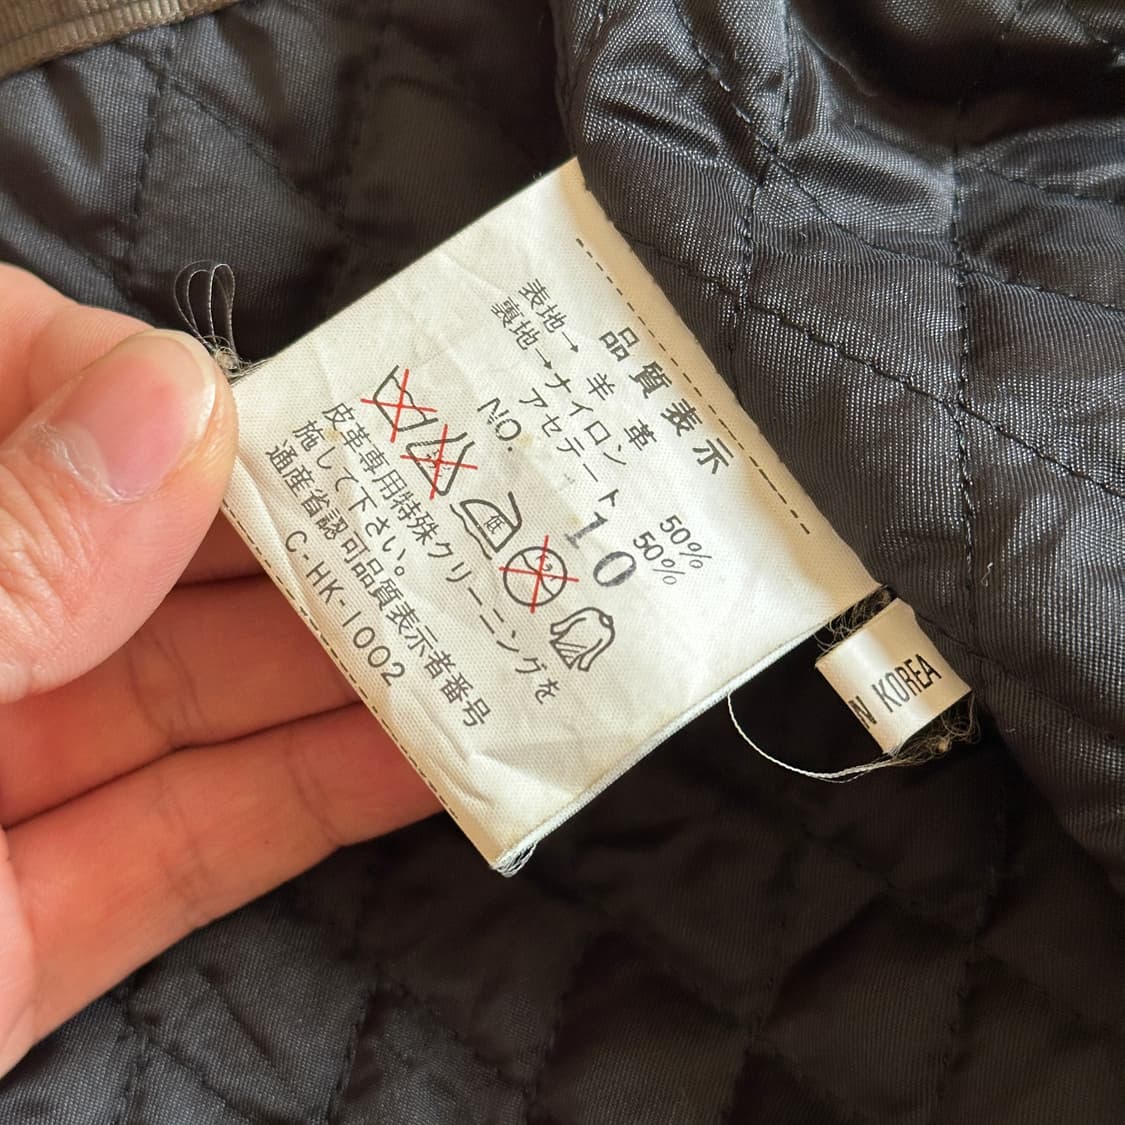 品質表示
表地→ 羊革
裏地→ナイロン 50%
アセテート 50%
NO. 10
低
皮革専用特殊クリーニングを
施して下さい。
通産省認可品質表示者番号
C-HK-1002
N KOREA